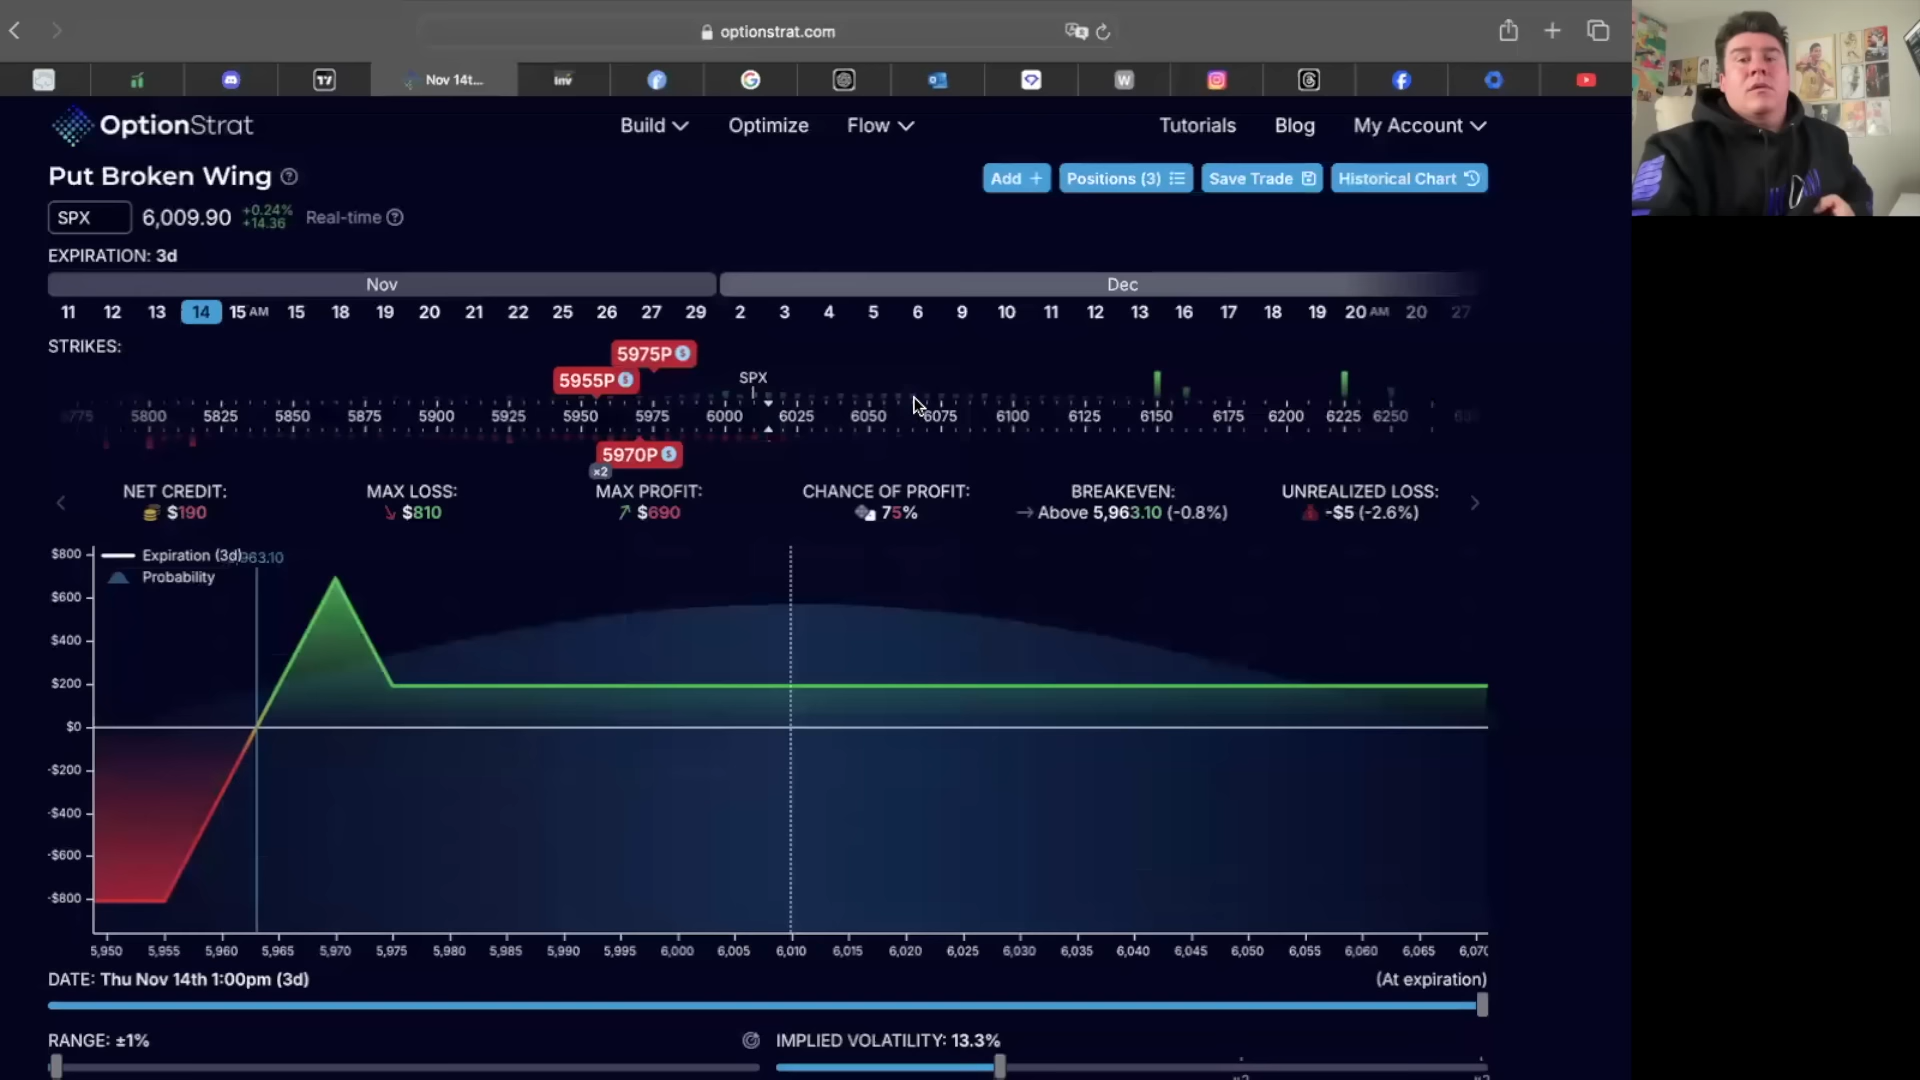 optionstrat.com
Nov 14t...
Inv
W
OptionStrat
Build
Optimize
Flow
Tutorials
Blog
My Account
Put Broken Wing
Add +
Positions (3)
Save Trade
Historical Chart
SPX
6,009.90
+0.24%
+14.36
Real-time
EXPIRATION: 3d
Nov
Dec
11 12 13 14 15 AM 15 18 19 20 21 22 25 26 27 29 2 3 4 5 6 9 10 11 12 13 16 17 18 19 20 AM 20 27
STRIKES:
5975P
5955P
SPX
5800 5825 5850 5875 5900 5925 5950 5975 6000 6025 6050 6075 6100 6125 6150 6175 6200 6225 6250
5970P
x2
NET CREDIT: MAX LOSS: MAX PROFIT: CHANCE OF PROFIT: BREAKEVEN: UNREALIZED LOSS:
$190 $810 $690 75% Above 5,963.10 (-0.8%) -$5 (-2.6%)
Expiration (3d)
963.10
Probability
$800
$600
$400
$200
$0
-$200
-$400
-$600
-$800
5,950 5,955 5,960 5,965 5,970 5,975 5,980 5,985 5,990 5,995 6,000 6,005 6,010 6,015 6,020 6,025 6,030 6,035 6,040 6,045 6,050 6,055 6,060 6,065 6,070
DATE: Thu Nov 14th 1:00pm (3d)
(At expiration)
RANGE: ±1%
IMPLIED VOLATILITY: 13.3%